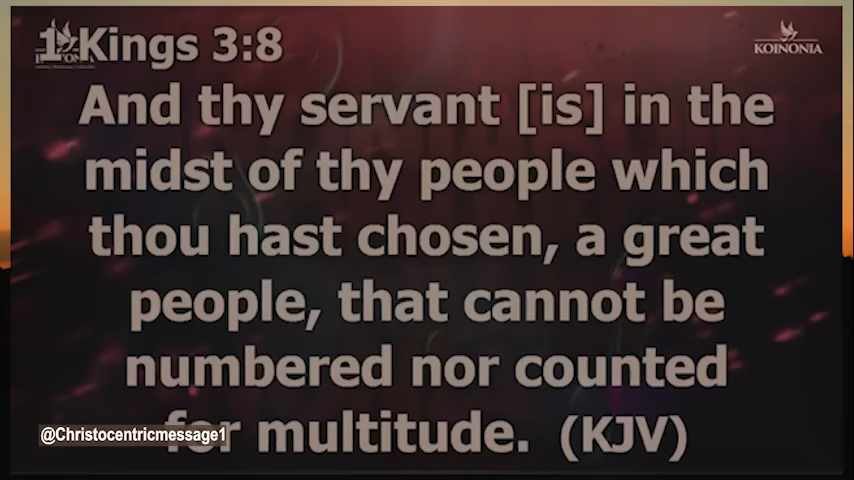 1 Kings 3:8
KOINONIA
And thy servant [is] in the
midst of thy people which
thou hast chosen, a great
people, that cannot be
numbered nor counted
for multitude. (KJV)
@Christocentricmessage1